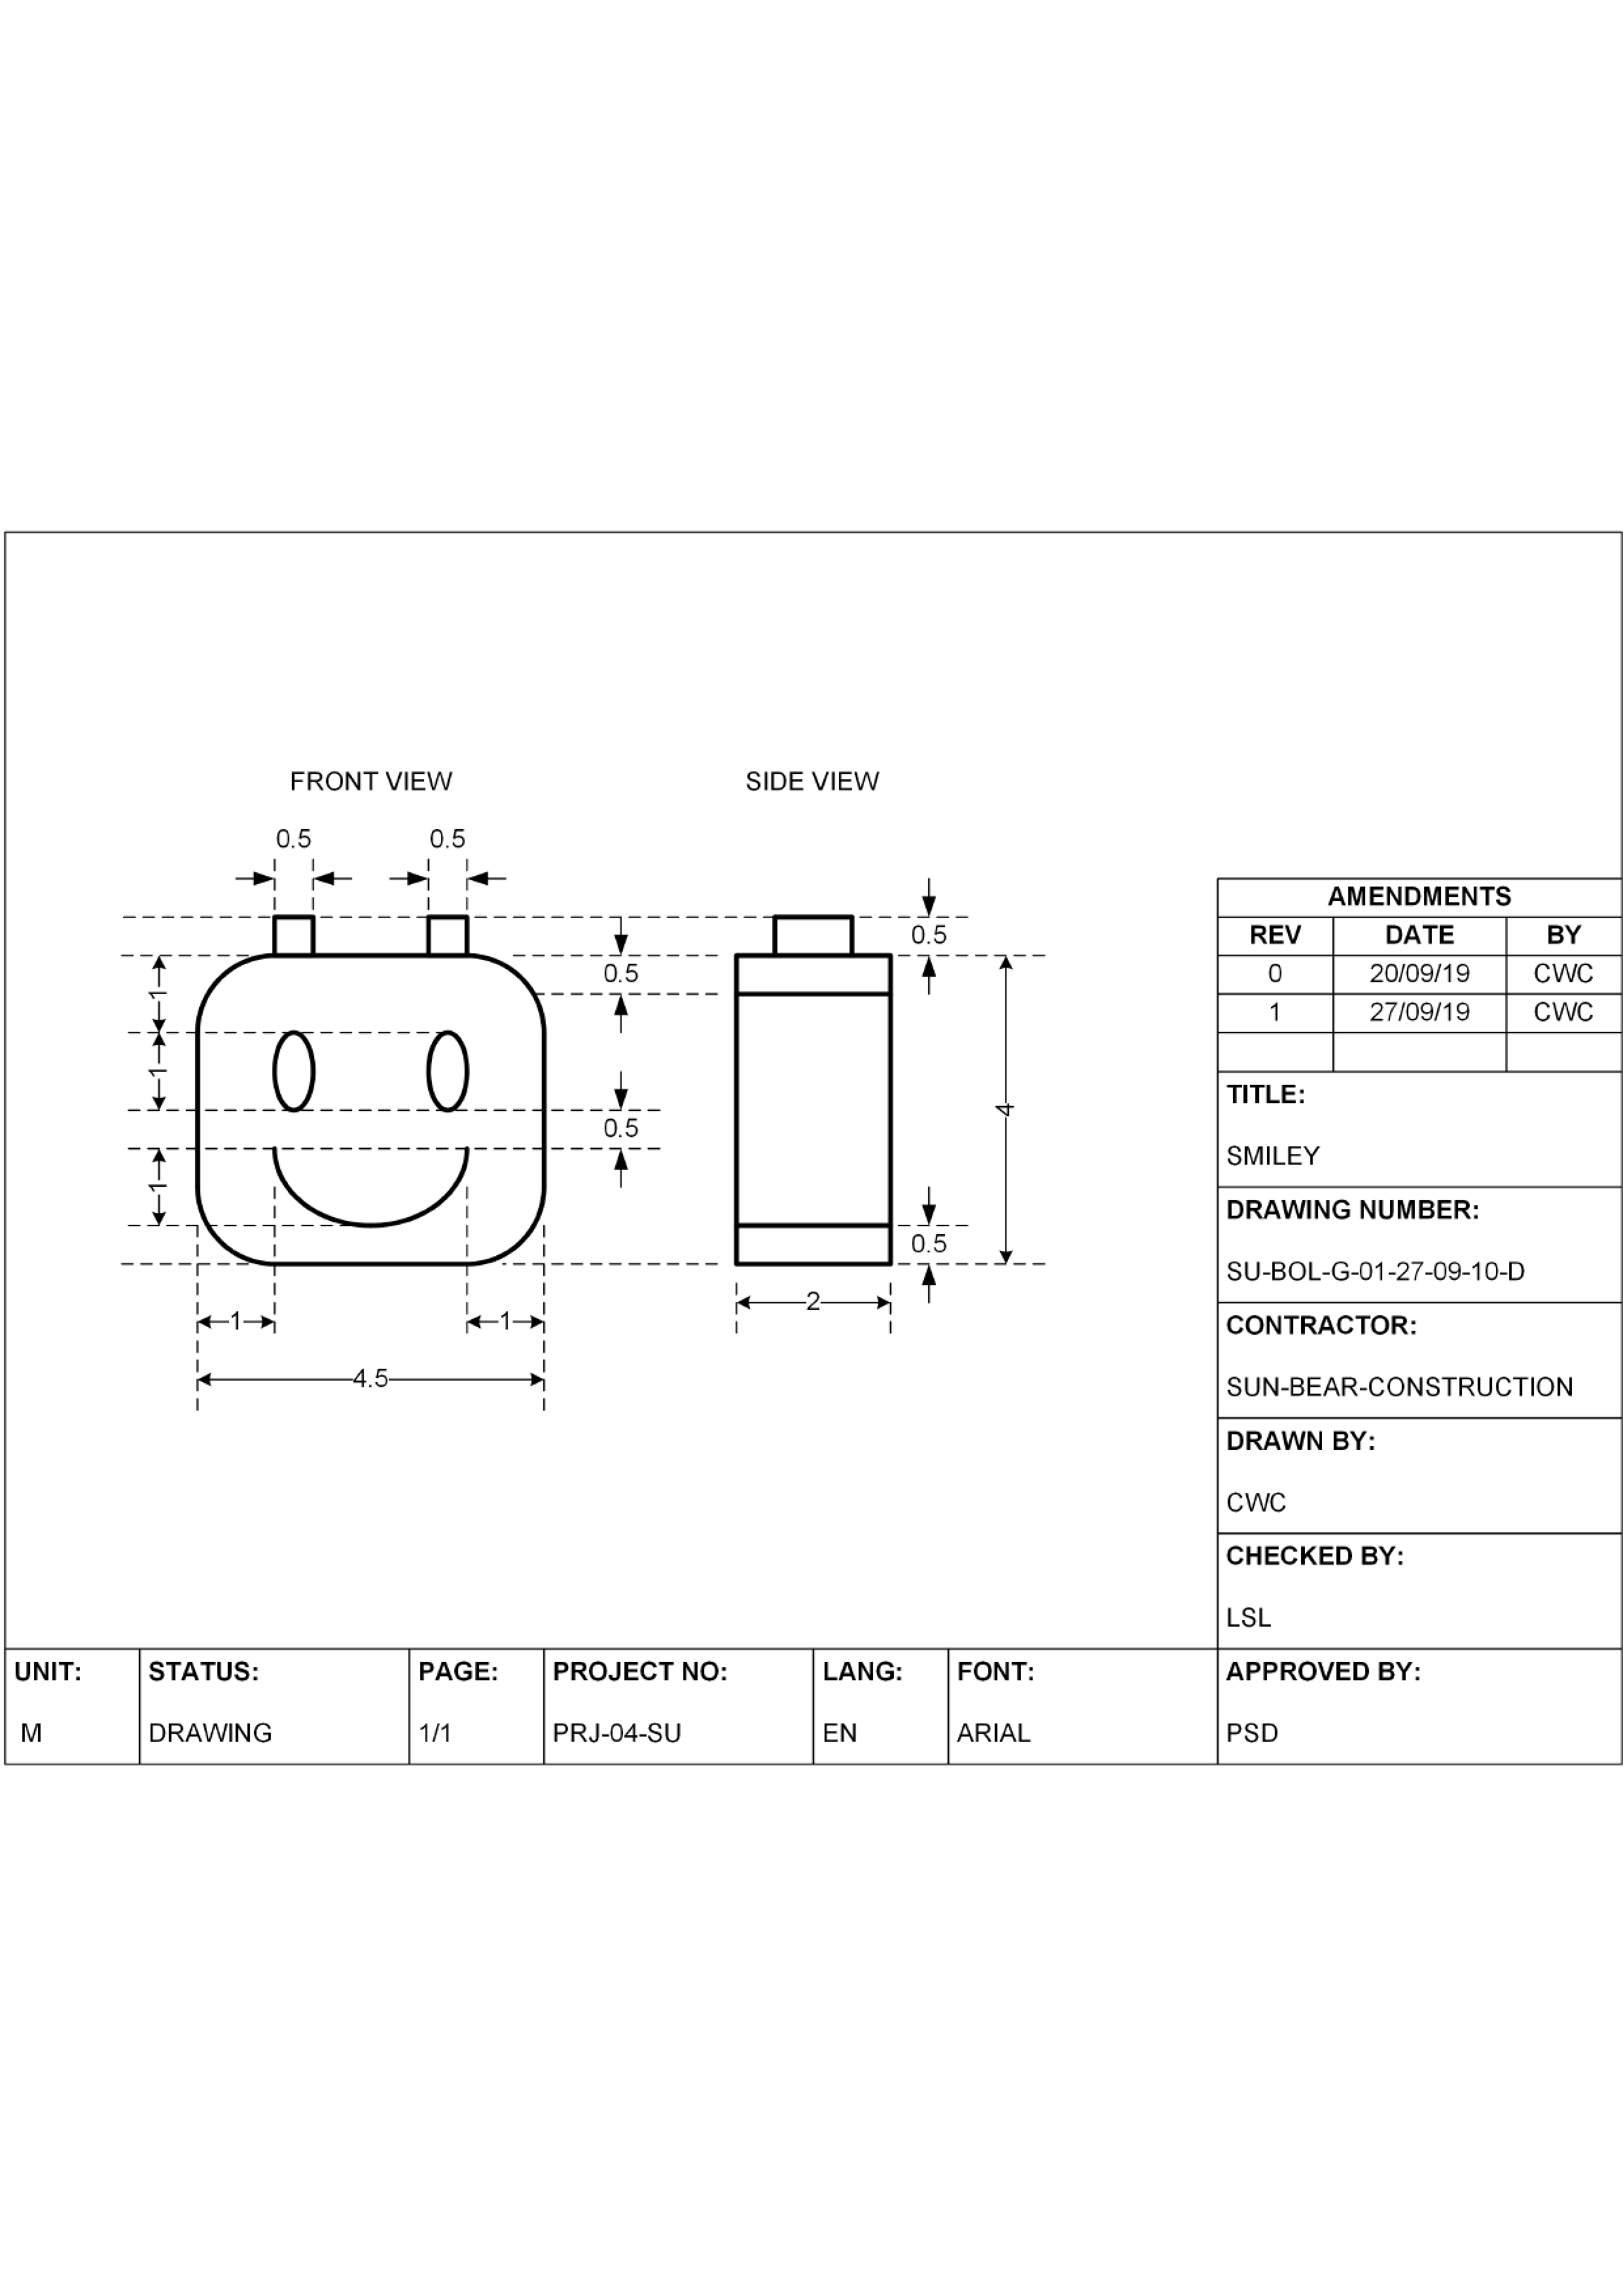 FRONT VIEW
SIDE VIEW
0.5
0.5
0.5
0.5
1
1
0.5
1
4
0.5
1
1
2
4.5
AMENDMENTS
REV DATE BY
0 20/09/19 CWC
1 27/09/19 CWC
TITLE:
SMILEY
DRAWING NUMBER:
SU-BOL-G-01-27-09-10-D
CONTRACTOR:
SUN-BEAR-CONSTRUCTION
DRAWN BY:
CWC
CHECKED BY:
LSL
UNIT: STATUS: PAGE: PROJECT NO: LANG: FONT: APPROVED BY:
M DRAWING 1/1 PRJ-04-SU EN ARIAL PSD